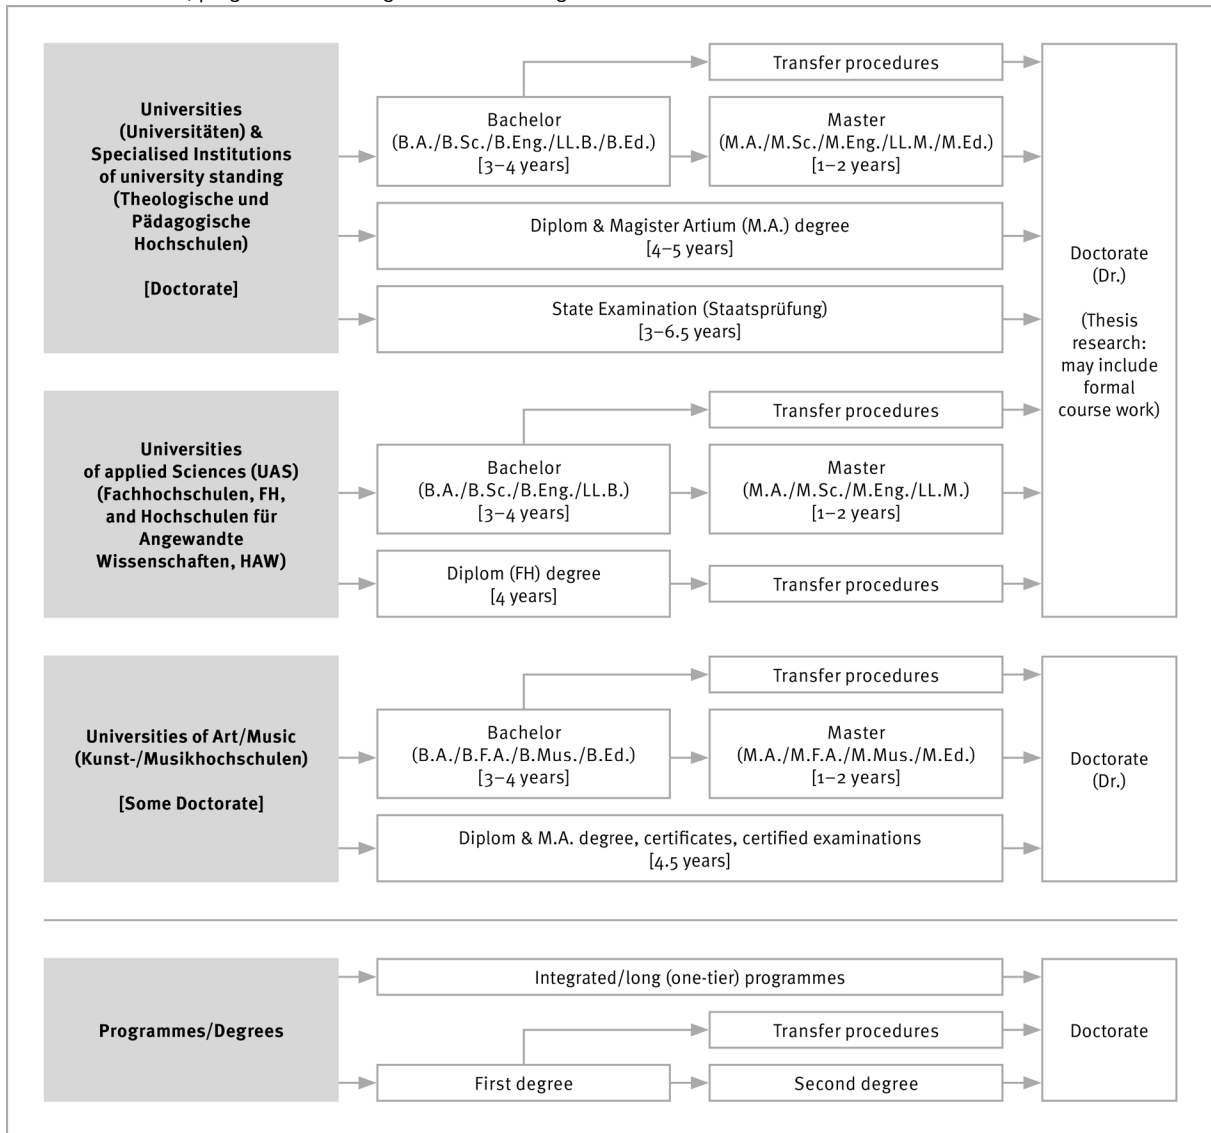 Universities
(Universitäten) &
Specialised Institutions
of university standing
(Theologische und
Pädagogische
Hochschulen)
[Doctorate]
Transfer procedures
Bachelor
(B.A./B.Sc./B.Eng./LL.B./B.Ed.)
[3–4 years]
Master
(M.A./M.Sc./M.Eng./LL.M./M.Ed.)
[1–2 years]
Diplom & Magister Artium (M.A.) degree
[4–5 years]
State Examination (Staatsprüfung)
[3–6.5 years]
Doctorate
(Dr.)
(Thesis
research:
may include
formal
course work)
Universities
of applied Sciences (UAS)
(Fachhochschulen, FH,
and Hochschulen für
Angewandte
Wissenschaften, HAW)
Transfer procedures
Bachelor
(B.A./B.Sc./B.Eng./LL.B.)
[3–4 years]
Master
(M.A./M.Sc./M.Eng./LL.M.)
[1–2 years]
Diplom (FH) degree
[4 years]
Transfer procedures
Universities of Art/Music
(Kunst-/Musikhochschulen)
[Some Doctorate]
Transfer procedures
Bachelor
(B.A./B.F.A./B.Mus./B.Ed.)
[3–4 years]
Master
(M.A./M.F.A./M.Mus./M.Ed.)
[1–2 years]
Diplom & M.A. degree, certificates, certified examinations
[4.5 years]
Doctorate
(Dr.)
Programmes/Degrees
Integrated/long (one-tier) programmes
Transfer procedures
First degree
Second degree
Doctorate